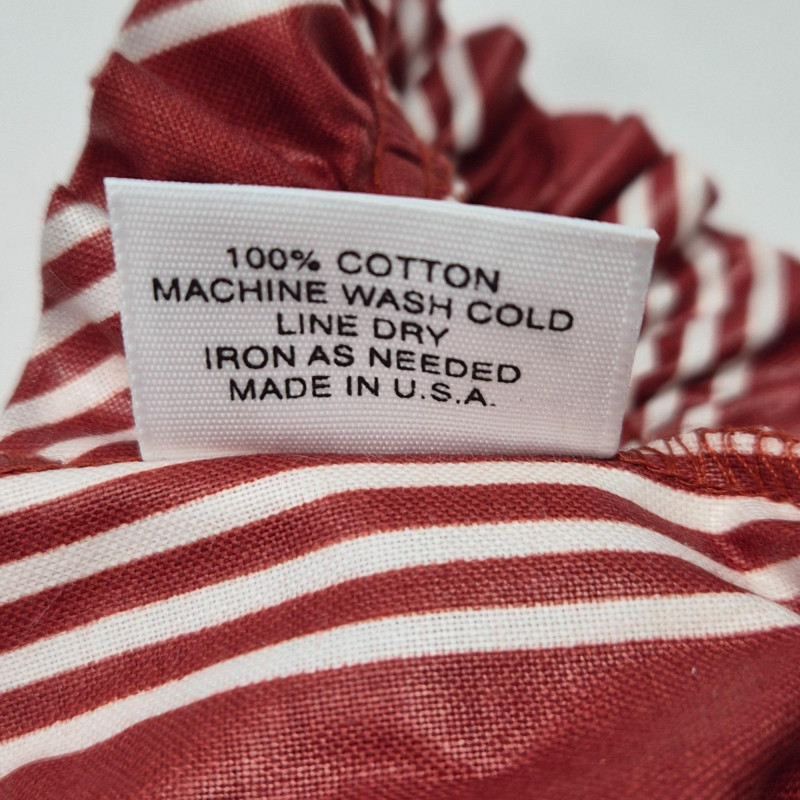 100% COTTON
MACHINE WASH COLD
LINE DRY
IRON AS NEEDED
MADE IN U.S.A.